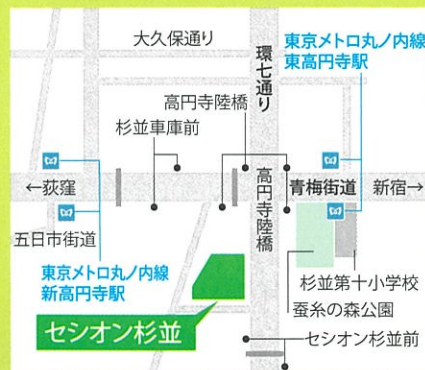 大久保通り
東京メトロ丸ノ内線
東高円寺駅
環七通り
高円寺陸橋
杉並車庫前
←荻窪
高円寺陸橋
青梅街道
新宿→
五日市街道
東京メトロ丸ノ内線
新高円寺駅
杉並第十小学校
蚕糸の森公園
セシオン杉並
セシオン杉並前